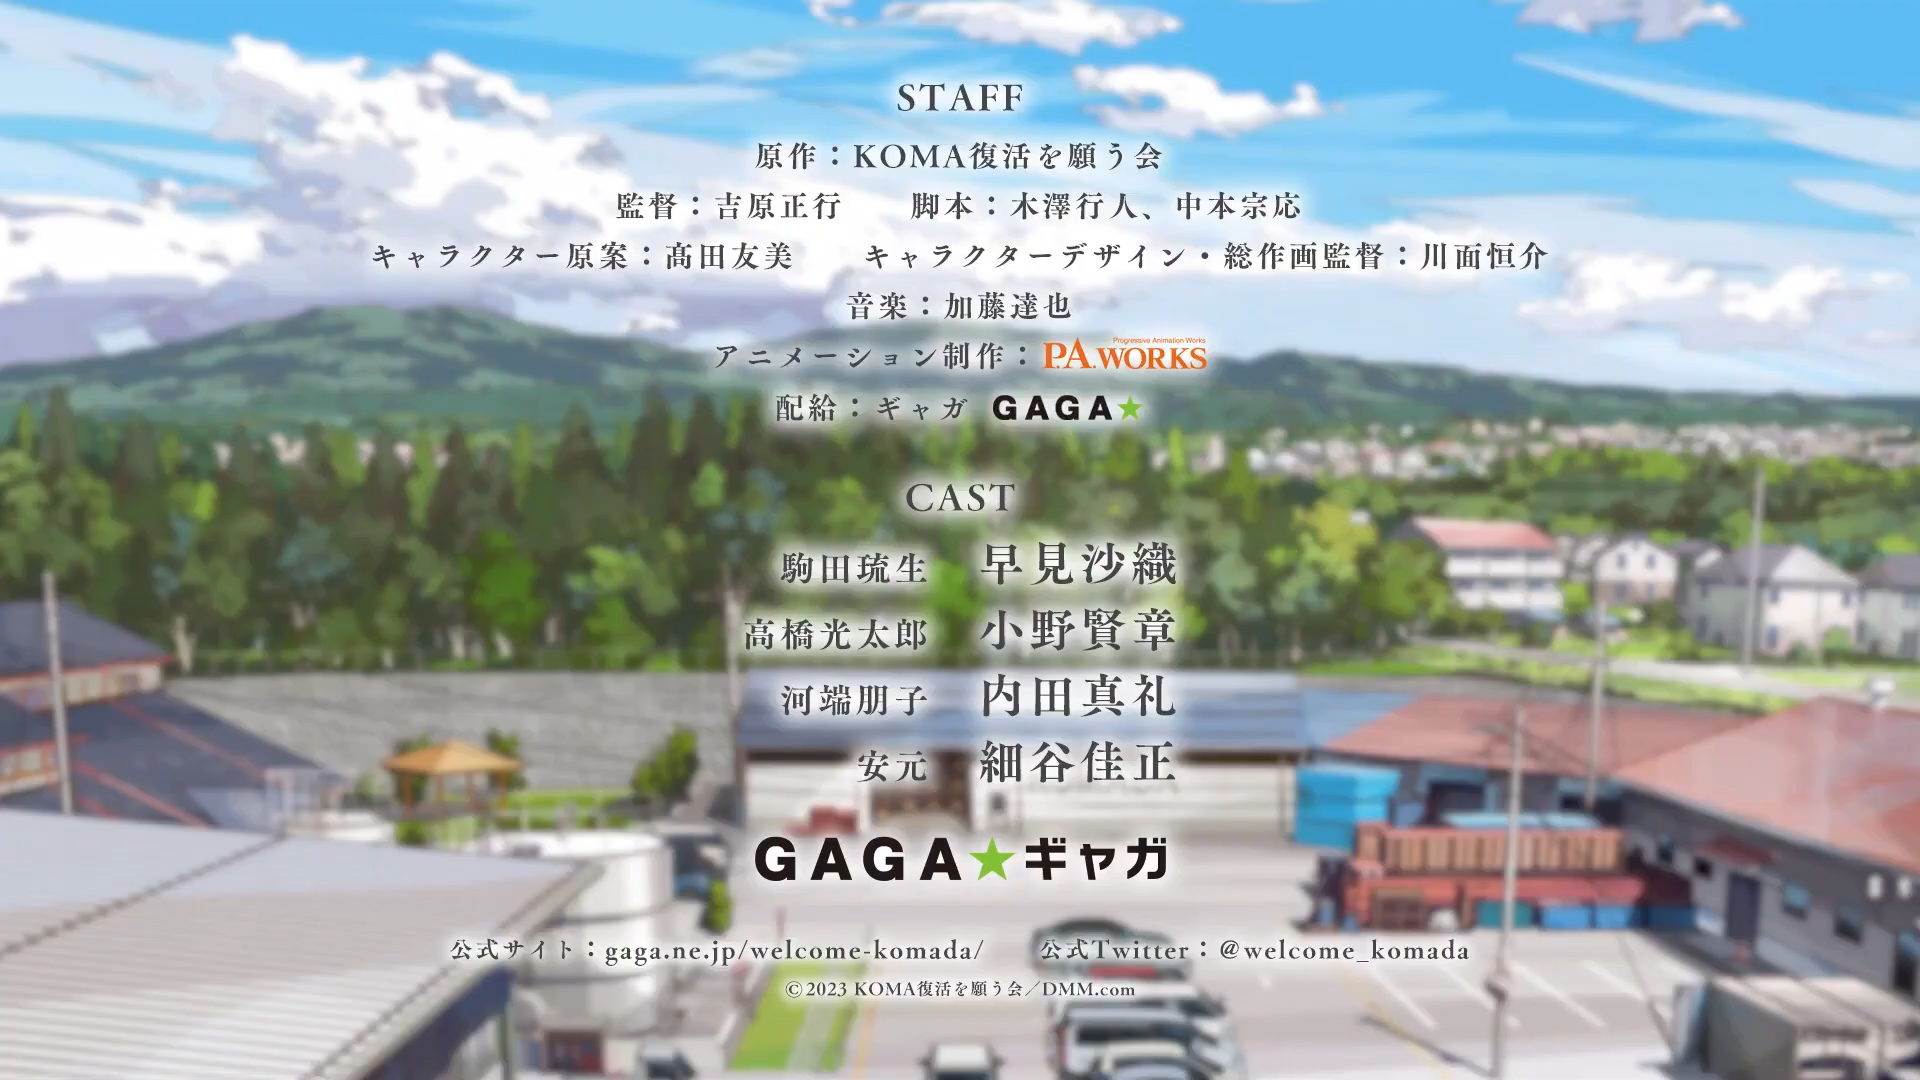 STAFF
原作：KOMA復活を願う会
監督：吉原正行　　脚本：木澤行人、中本宗応
キャラクター原案：髙田友美　　キャラクターデザイン・総作画監督：川面恒介
音楽：加藤達也
アニメーション制作：Progressive Animation Works P.A.WORKS
配給：ギャガ GAGA★
CAST
駒田琉生　早見沙織
高橋光太郎　小野賢章
河端朋子　内田真礼
安元　細谷佳正
GAGA★ギャガ
公式サイト：gaga.ne.jp/welcome-komada/　　公式Twitter：@welcome_komada
©2023 KOMA復活を願う会／DMM.com